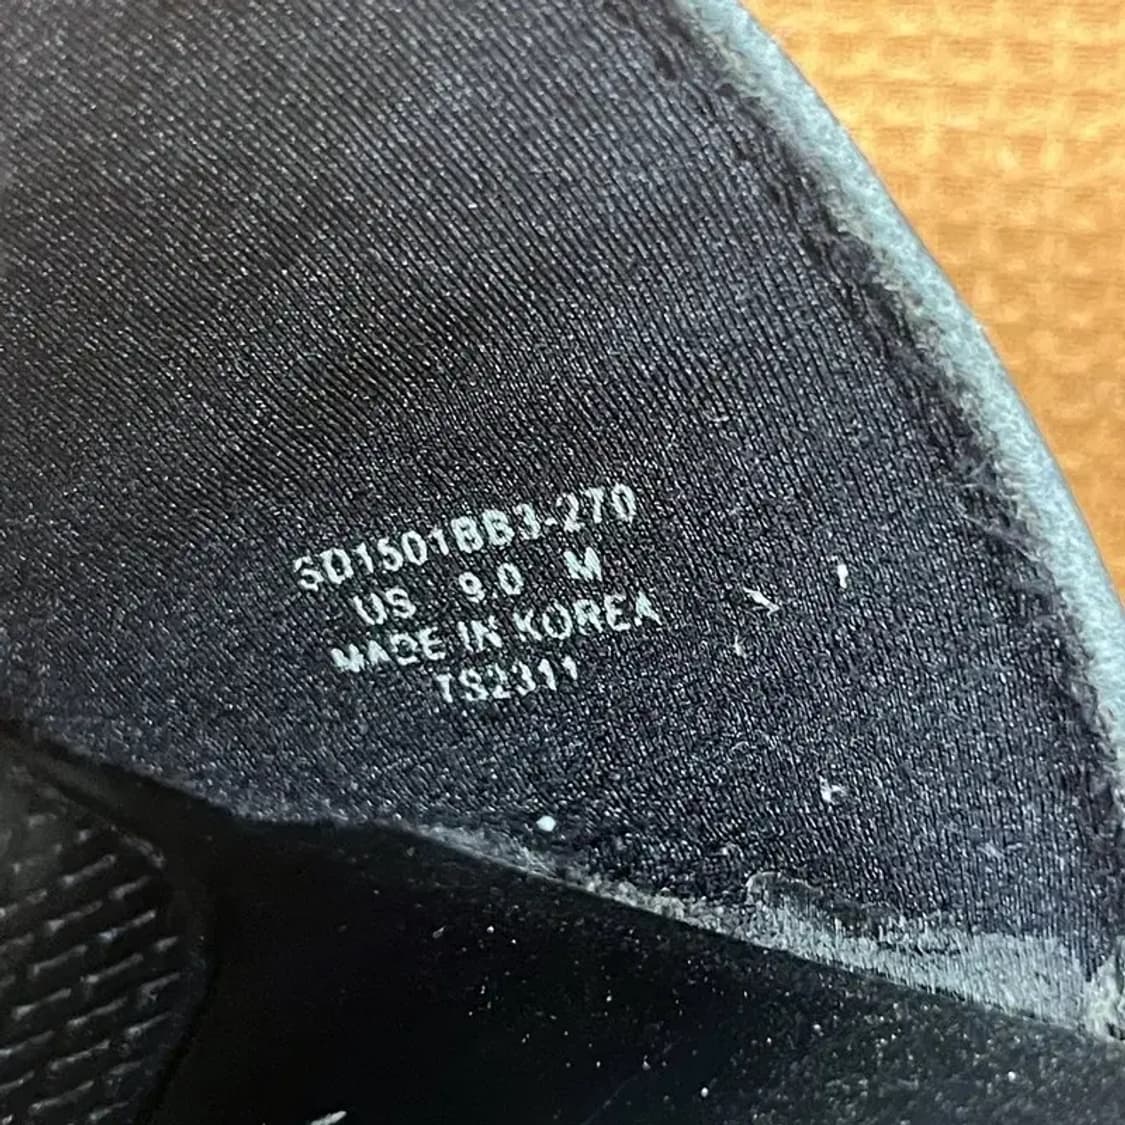 SD1501BB3-270
US 9.0 M
MADE IN KOREA
TS2311